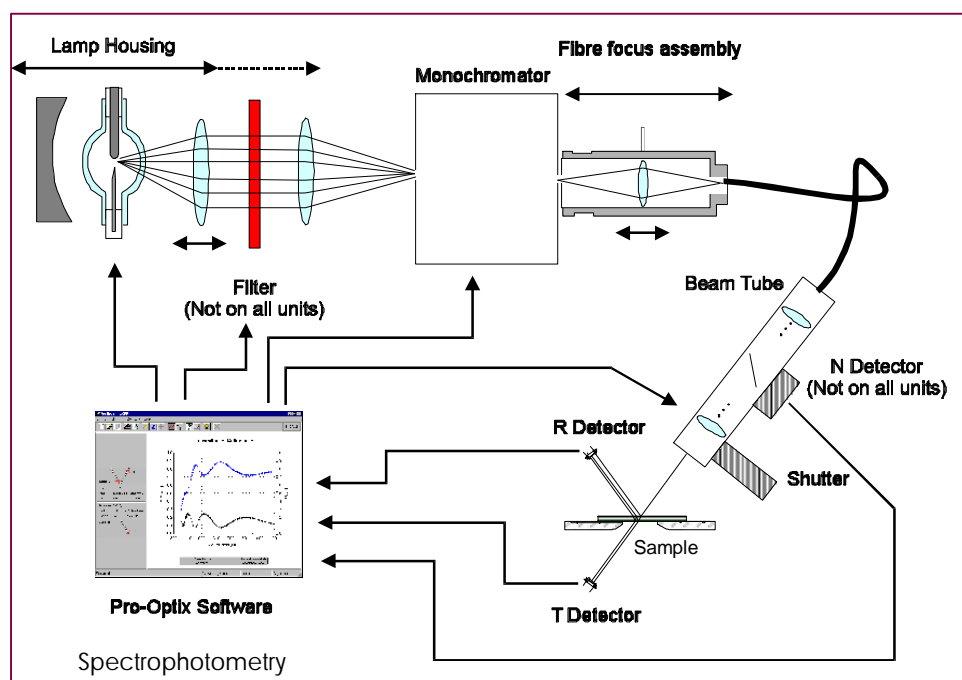 Lamp Housing
Fibre focus assembly
Monochromator
Filter
(Not on all units)
Beam Tube
N Detector
(Not on all units)
R Detector
Shutter
Sample
T Detector
Pro-Optix Software
Spectrophotometry